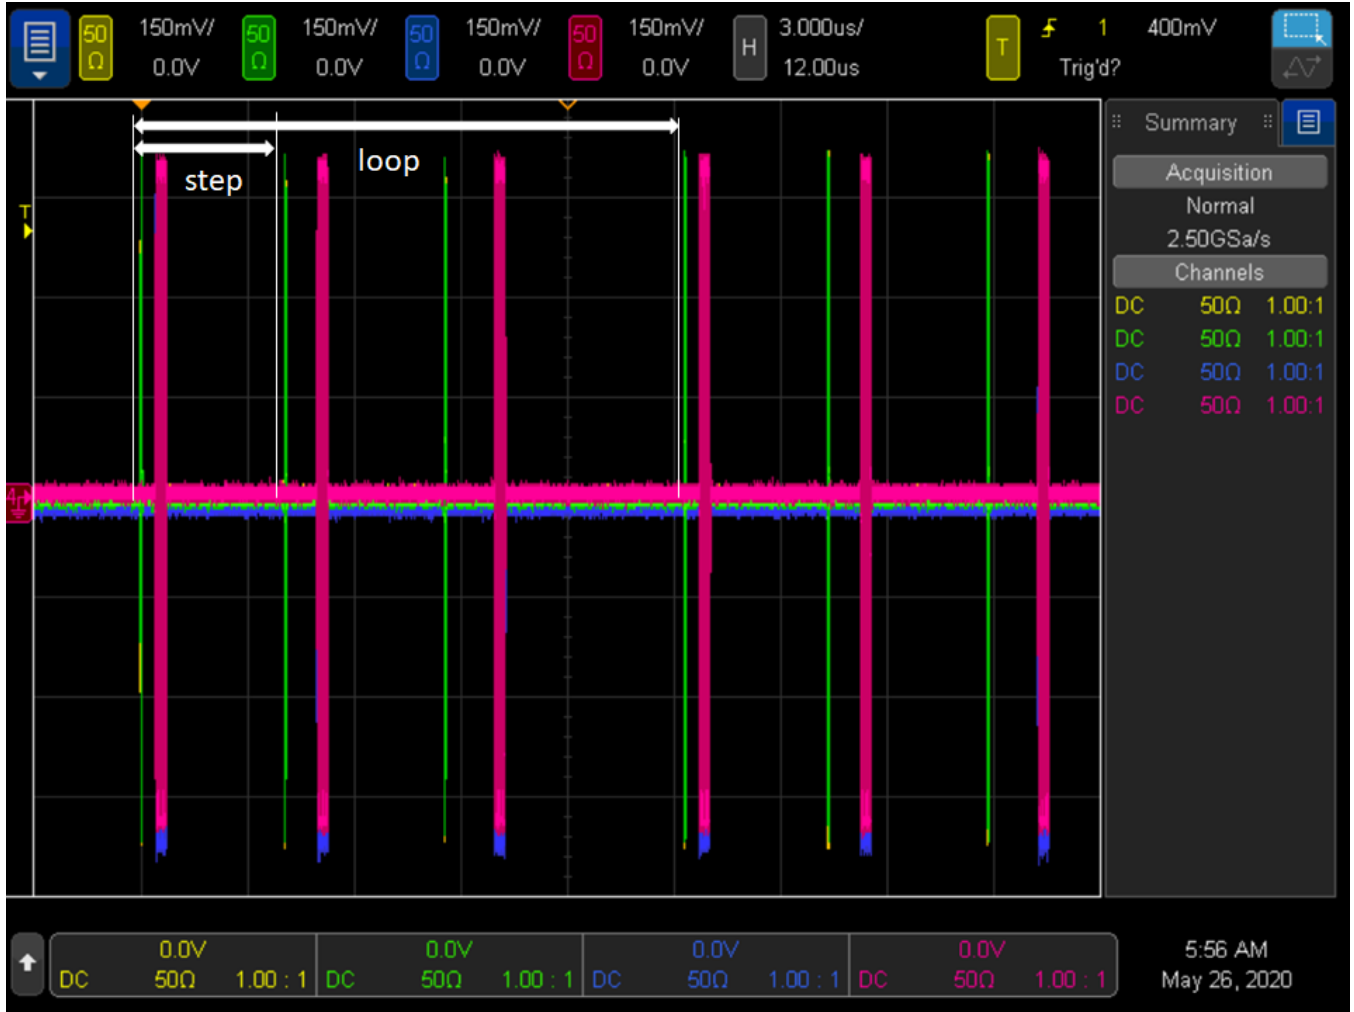 50 Ω 150mV/ 50 Ω 150mV/ 50 Ω 150mV/ 50 Ω 150mV/ H 3.000us/ T 1 400mV
0.0V 0.0V 0.0V 0.0V 12.00us Trig'd?
loop
step
T
4
Summary
Acquisition
Normal
2.50GSa/s
Channels
DC 50Ω 1.00:1
DC 50Ω 1.00:1
DC 50Ω 1.00:1
DC 50Ω 1.00:1
0.0V 0.0V 0.0V 0.0V
DC 50Ω 1.00 : 1 DC 50Ω 1.00 : 1 DC 50Ω 1.00 : 1 DC 50Ω 1.00 : 1
5:56 AM
May 26, 2020